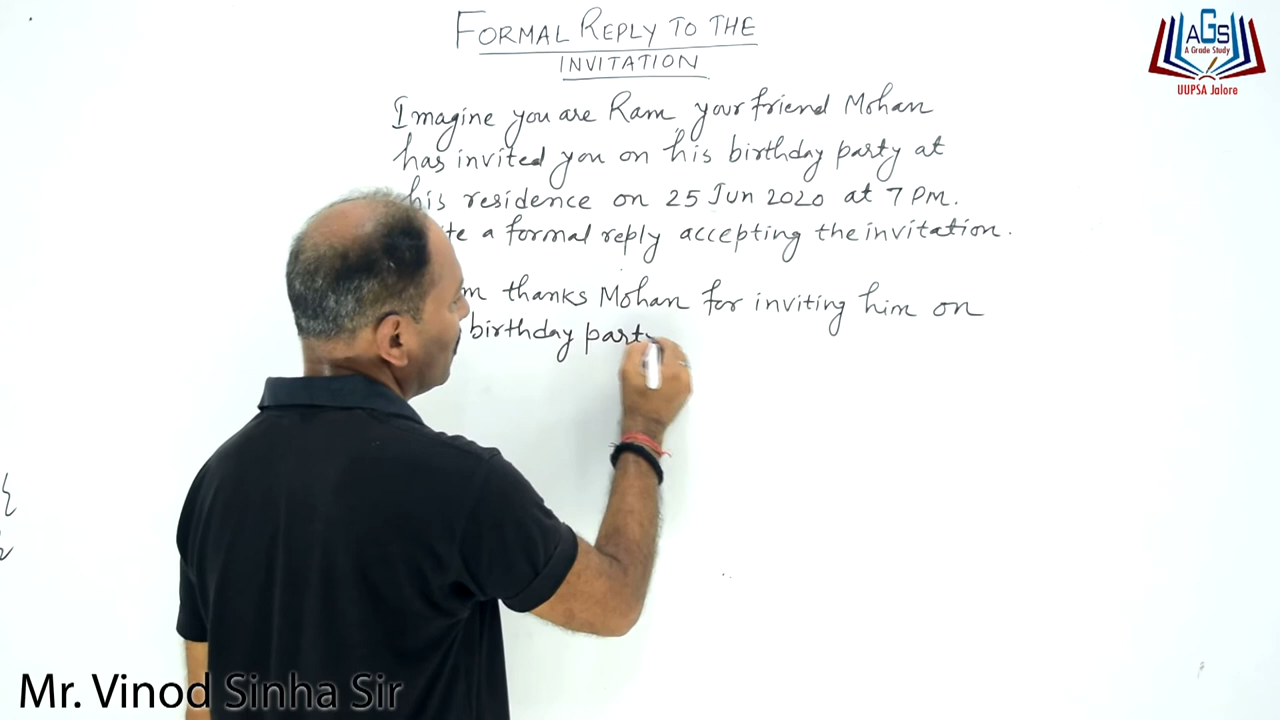 FORMAL REPLY TO THE
INVITATION
Imagine you are Ram, your friend Mohan
has invited you on his birthday party at
his residence on 25 Jun 2020 at 7 PM.
a formal reply accepting the invitation.
thanks Mohan for inviting him on
birthday party
AGS
A Grade Study
UUPSA Jalore
Mr. Vinod Sinha Sir